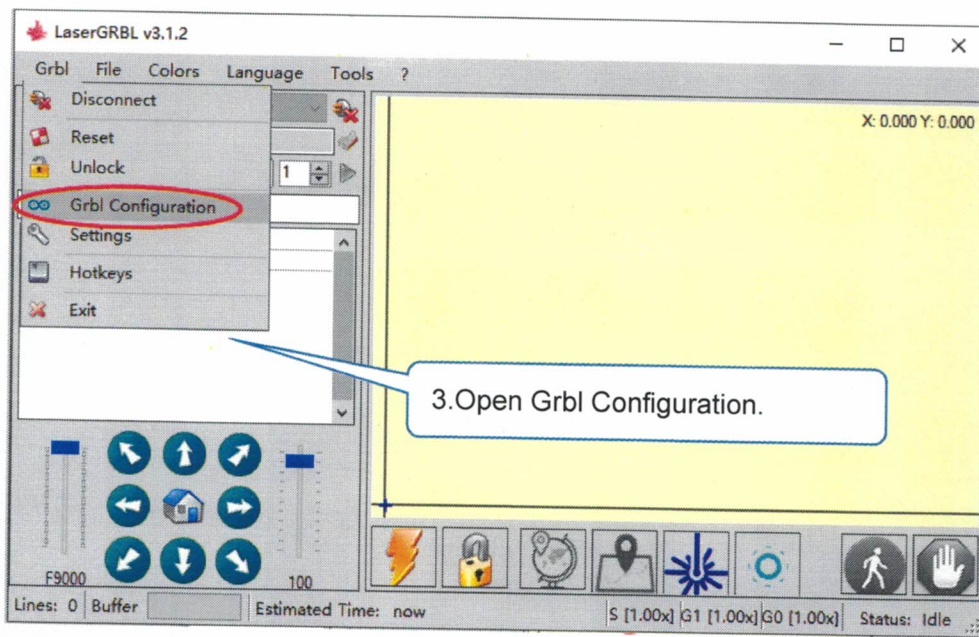 LaserGRBL v3.1.2
Grbl File Colors Language Tools ?
Disconnect
X: 0.000 Y: 0.000
Reset
Unlock
1
Grbl Configuration
Settings
Hotkeys
Exit
3.Open Grbl Configuration.
F9000
100
Lines: 0 Buffer Estimated Time: now S [1.00x] G1 [1.00x] G0 [1.00x] Status: Idle